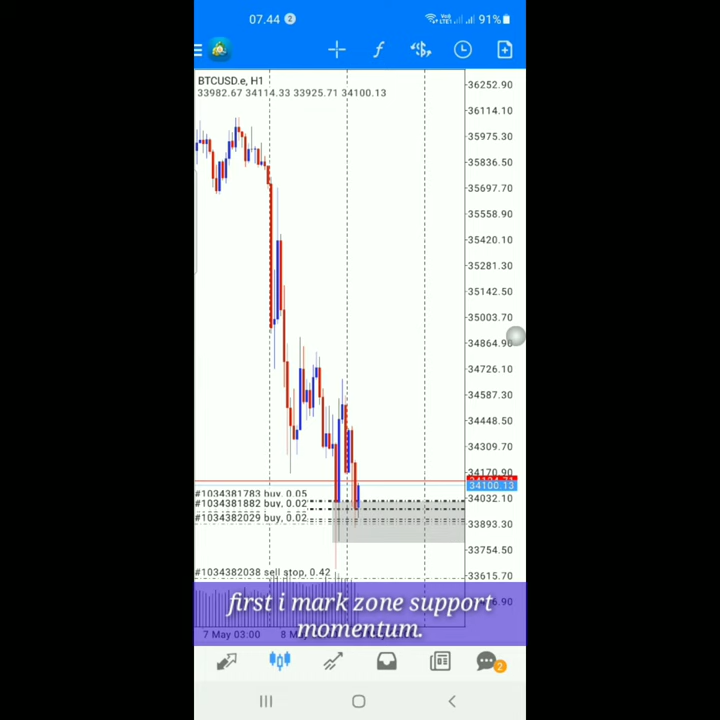 07.44 2 91%
BTCUSD.e, H1
33982.67 34114.33 33925.71 34100.13
36252.90
36114.10
35975.30
35836.50
35697.70
35558.90
35420.10
35281.30
35142.50
35003.70
34864.90
34726.10
34587.30
34448.50
34309.70
34170.90
34100.13
#1034381783 buy, 0.05
34032.10
#1034381882 buy, 0.02
#1034382029 buy, 0.02
33893.30
33754.50
#1034382038 sell stop, 0.42
33615.70
first i mark zone support
momentum.
7 May 03:00
2